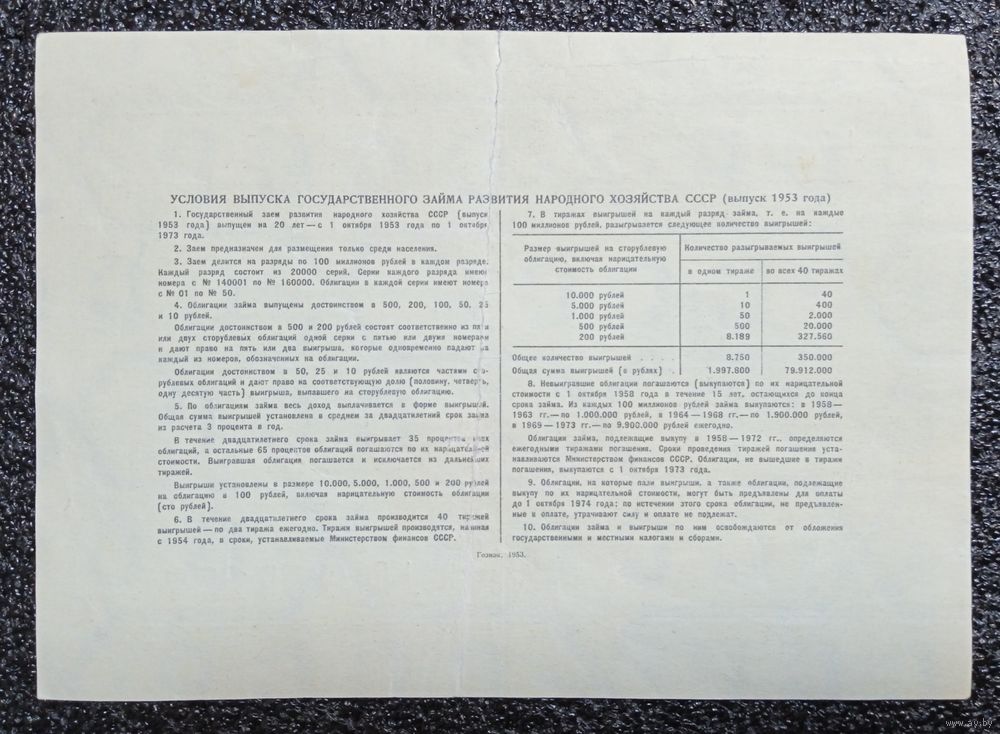 УСЛОВИЯ ВЫПУСКА ГОСУДАРСТВЕННОГО ЗАЙМА РАЗВИТИЯ НАРОДНОГО ХОЗЯЙСТВА СССР (выпуск 1953 года)
1. Государственный заем развития народного хозяйства СССР (выпуск
1953 года) выпущен на 20 лет — с 1 октября 1953 года по 1 октября
1973 года.
2. Заем предназначен для размещения только среди населения.
3. Заем делится на разряды по 100 миллионов рублей в каждом разряде.
Каждый разряд состоит из 20000 серий. Серии каждого разряда имеют
номера с № 140001 по № 160000. Облигации в каждой серии имеют номера
с № 01 по № 50.
4. Облигации займа выпущены достоинством в 500, 200, 100, 50, 25
и 10 рублей.
Облигации достоинством в 500 и 200 рублей состоят соответственно из пяти
или двух сторублевых облигаций одной серии с пятью или двумя номерами
и дают право на пять или два выигрыша, которые одновременно падают на
каждый из номеров, обозначенных на облигации.
Облигации достоинством в 50, 25 и 10 рублей являются частями сто-
рублевых облигаций и дают право на соответствующую долю (половину, четверть,
одну десятую часть) выигрыша, выпавшего на сторублевую облигацию.
5. По облигациям займа весь доход выплачивается в форме выигрышей.
Общая сумма выигрышей установлена в среднем за двадцатилетний срок займа
из расчета 3 процента в год.
В течение двадцатилетнего срока займа выигрывает 35 процентов всех
облигаций, а остальные 65 процентов облигаций погашаются по их нарицательной
стоимости. Выигравшая облигация погашается и исключается из дальнейших
тиражей.
Выигрыши установлены в размере 10.000, 5.000, 1.000, 500 и 200 рублей
на облигацию в 100 рублей, включая нарицательную стоимость облигации
(сто рублей).
6. В течение двадцатилетнего срока займа производится 40 тиражей
выигрышей — по два тиража ежегодно. Тиражи выигрышей производятся, начиная
с 1954 года, в сроки, устанавливаемые Министерством финансов СССР.
7. В тиражах выигрышей на каждый разряд займа, т. е. на каждые
100 миллионов рублей, разыгрывается следующее количество выигрышей:
Размер выигрышей на сторублевую облигацию, включая нарицательную стоимость облигации
Количество разыгрываемых выигрышей
в одном тираже во всех 40 тиражах
10.000 рублей 1 40
5.000 рублей 10 400
1.000 рублей 50 2.000
500 рублей 500 20.000
200 рублей 8.189 327.560
Общее количество выигрышей . . . . 8.750 350.000
Общая сумма выигрышей (в рублях) . 1.997.800 79.912.000
8. Невыигравшие облигации погашаются (выкупаются) по их нарицательной
стоимости с 1 октября 1958 года в течение 15 лет, остающихся до конца
срока займа. Из каждых 100 миллионов рублей займа выкупаются: в 1958—
1963 гг. — по 1.000.000 рублей, в 1964—1968 гг. — по 1.900.000 рублей,
в 1969—1973 гг. — по 9.900.000 рублей ежегодно.
Облигации займа, подлежащие выкупу в 1958—1972 гг., определяются
ежегодными тиражами погашения. Сроки проведения тиражей погашения уста-
навливаются Министерством финансов СССР. Облигации, не вышедшие в тиражи
погашения, выкупаются с 1 октября 1973 года.
9. Облигации, на которые пали выигрыши, а также облигации, подлежащие
выкупу по их нарицательной стоимости, могут быть предъявлены для оплаты
до 1 октября 1974 года; по истечении этого срока облигации, не предъявлен-
ные к оплате, утрачивают силу и оплате не подлежат.
10. Облигации займа и выигрыши по ним освобождаются от обложения
государственными и местными налогами и сборами.
Гознак. 1953.
www.ay.by